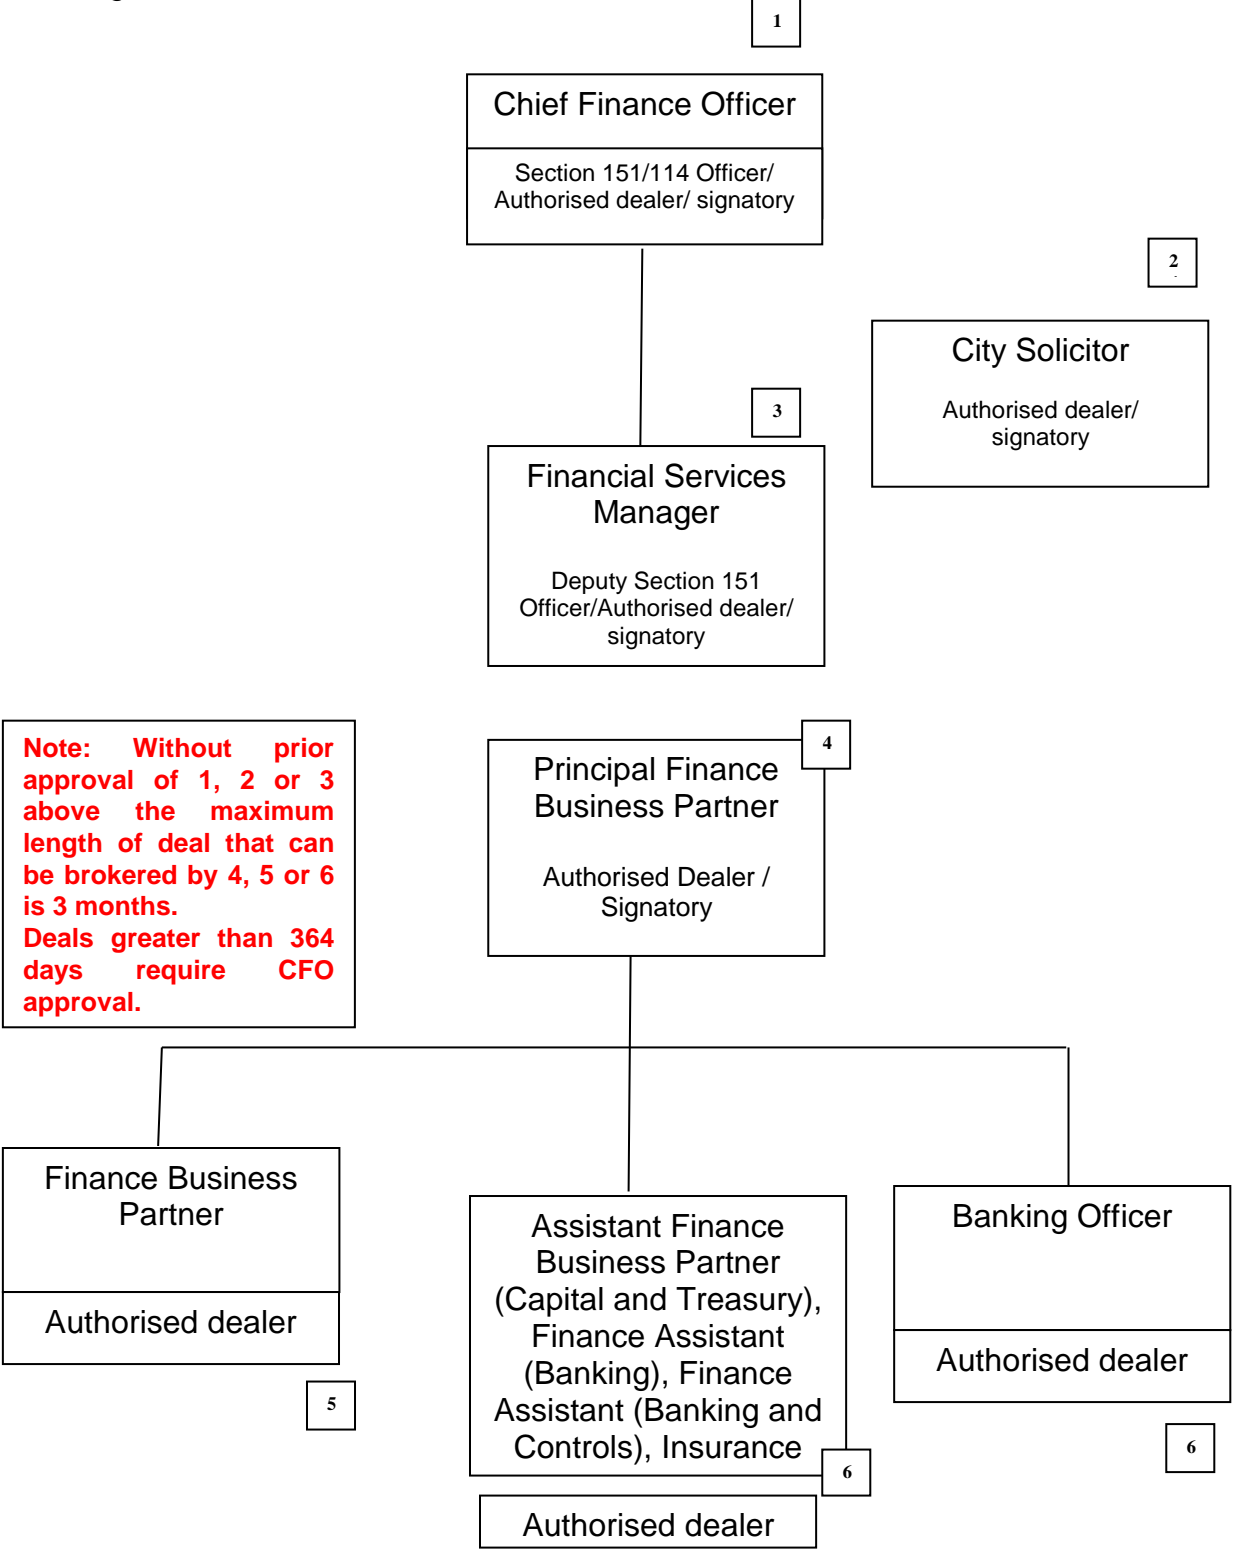 1
Chief Finance Officer
Section 151/114 Officer/
Authorised dealer/ signatory
2
City Solicitor
Authorised dealer/
signatory
3
Financial Services
Manager
Deputy Section 151
Officer/Authorised dealer/
signatory
Note: Without prior
approval of 1, 2 or 3
above the maximum
length of deal that can
be brokered by 4, 5 or 6
is 3 months.
Deals greater than 364
days require CFO
approval.
4
Principal Finance
Business Partner
Authorised Dealer /
Signatory
Finance Business
Partner
Authorised dealer
5
Assistant Finance
Business Partner
(Capital and Treasury),
Finance Assistant
(Banking), Finance
Assistant (Banking and
Controls), Insurance
6
Authorised dealer
Banking Officer
Authorised dealer
6